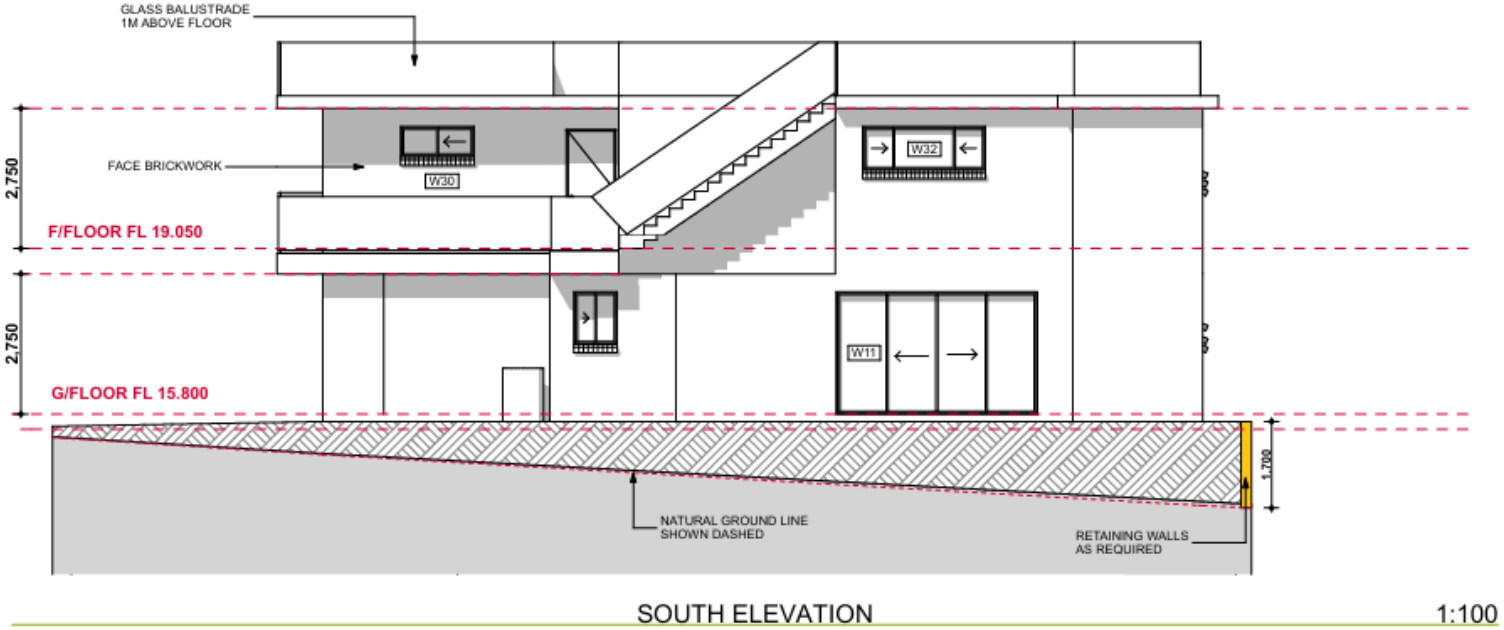 GLASS BALUSTRADE
1M ABOVE FLOOR
2,750
FACE BRICKWORK
W30
W32
F/FLOOR FL 19.050
2,750
W11
G/FLOOR FL 15.800
1.700
NATURAL GROUND LINE
SHOWN DASHED
RETAINING WALLS
AS REQUIRED
SOUTH ELEVATION
1:100